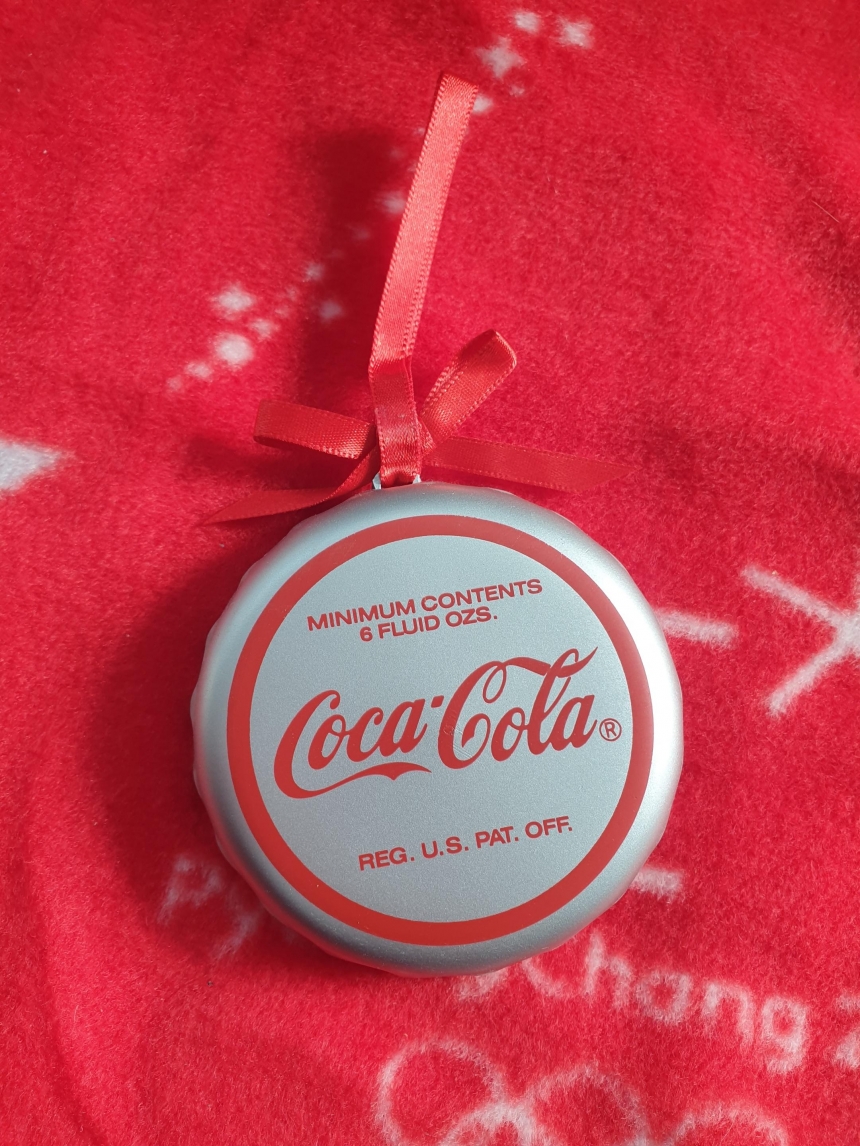 MINIMUM CONTENTS
6 FLUID OZS.
Coca-Cola®
REG. U.S. PAT. OFF.